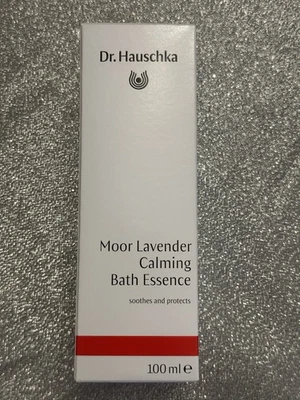 Dr. Hauschka
Moor Lavender
Calming
Bath Essence
soothes and protects
100 ml ℮